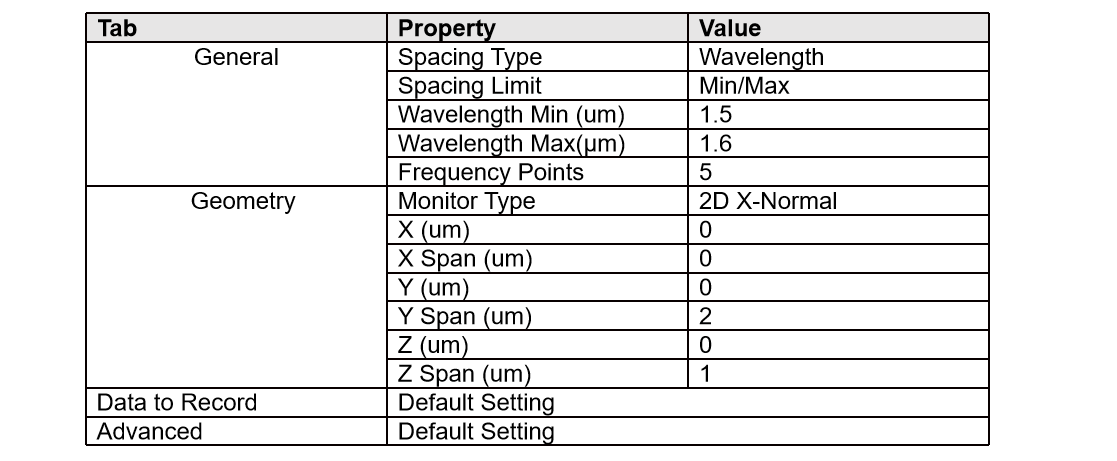 Tab Property Value
General Spacing Type Wavelength
Spacing Limit Min/Max
Wavelength Min (um) 1.5
Wavelength Max(μm) 1.6
Frequency Points 5
Geometry Monitor Type 2D X-Normal
X (um) 0
X Span (um) 0
Y (um) 0
Y Span (um) 2
Z (um) 0
Z Span (um) 1
Data to Record Default Setting
Advanced Default Setting